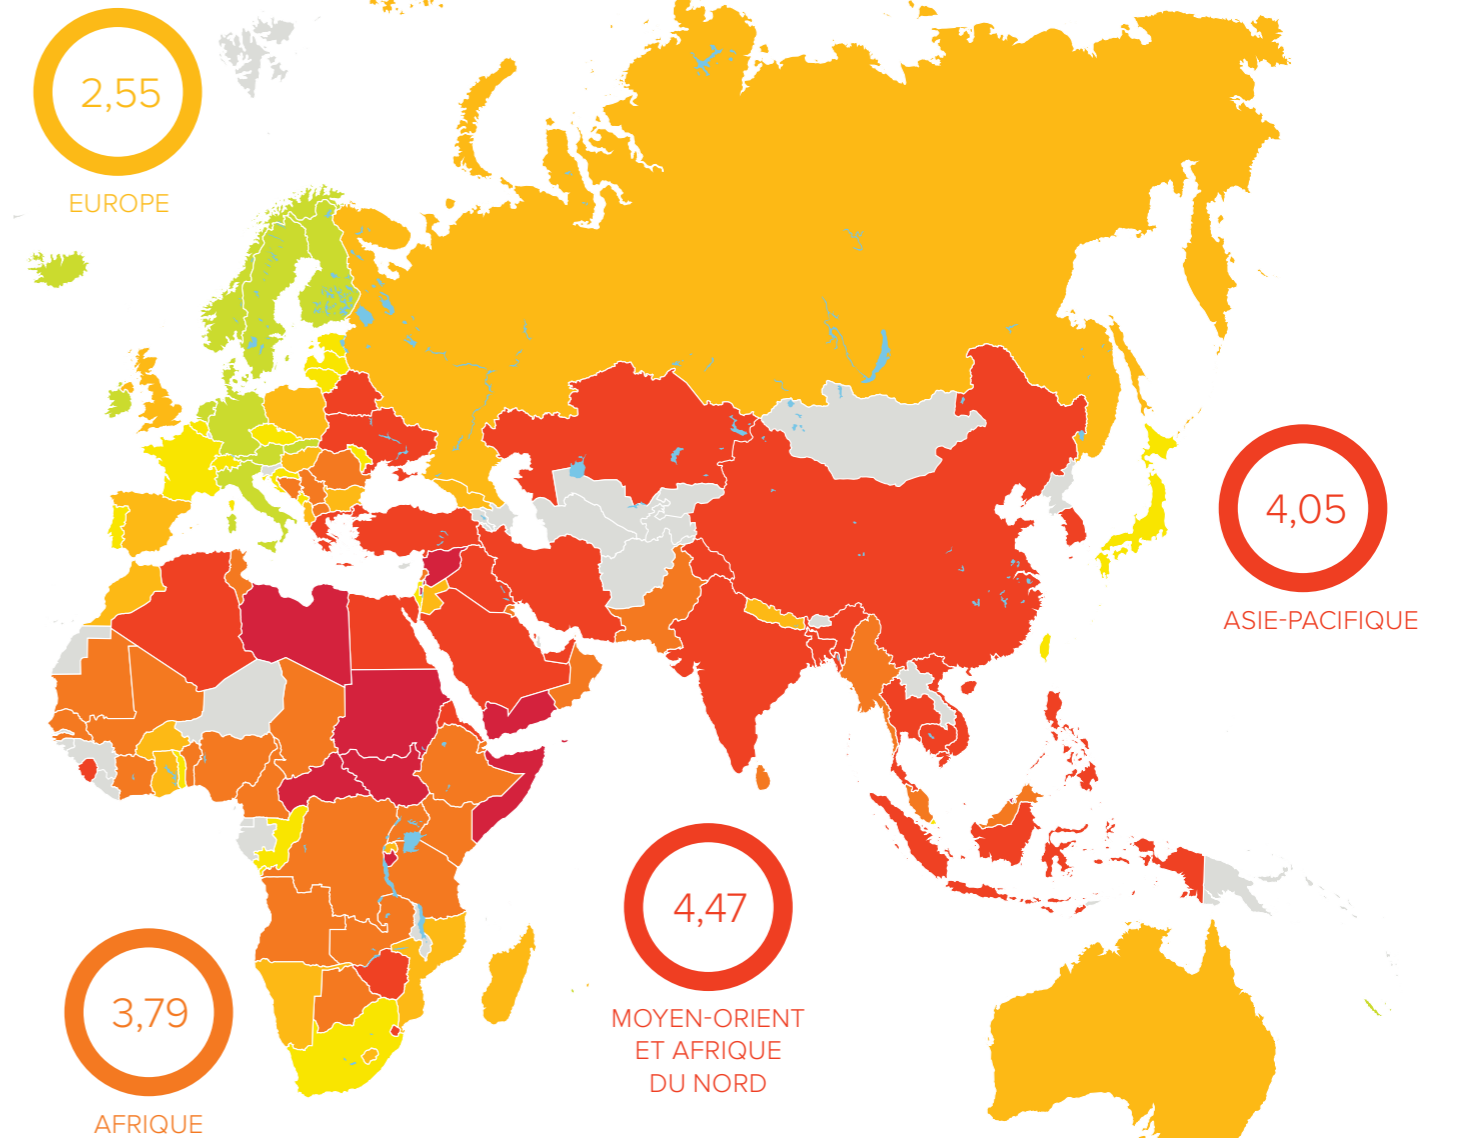 2,55
EUROPE
4,05
ASIE-PACIFIQUE
4,47
MOYEN-ORIENT
ET AFRIQUE
DU NORD
3,79
AFRIQUE